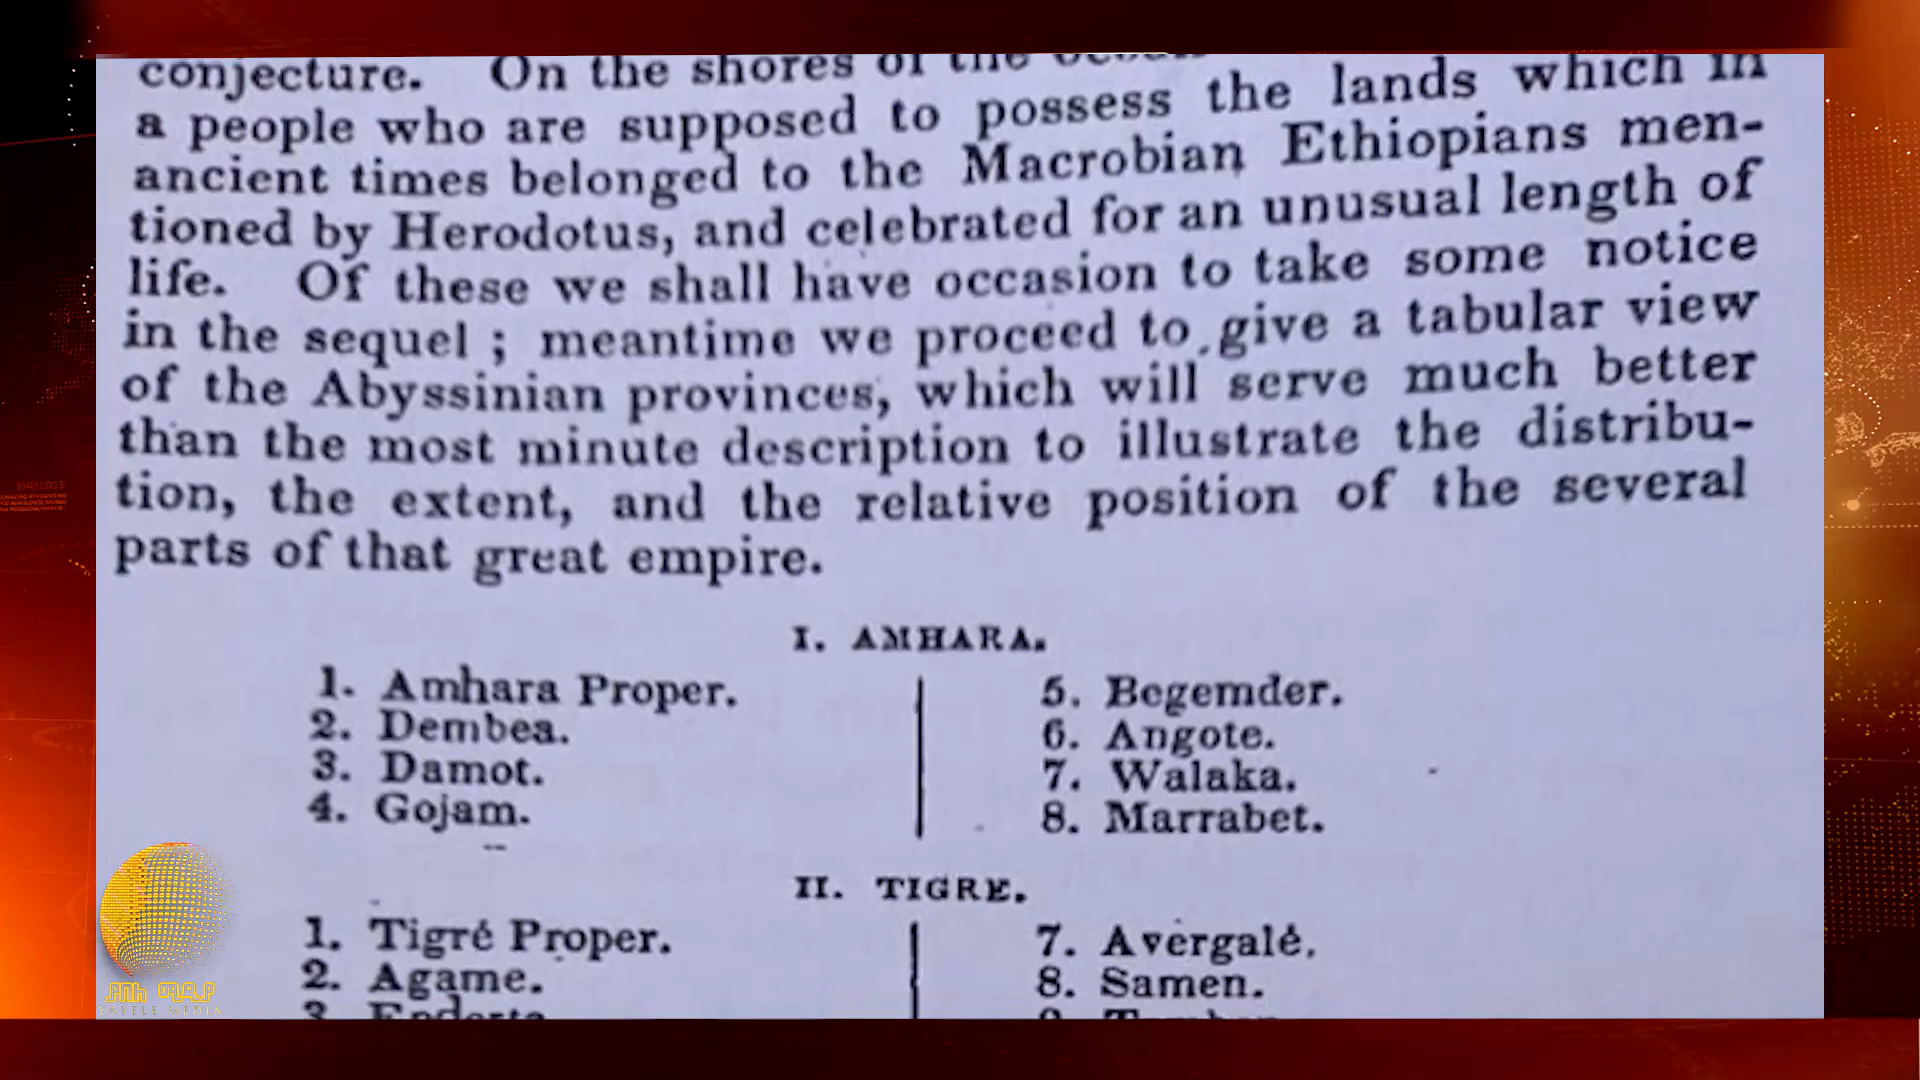 conjecture. On the shores of the
a people who are supposed to possess the lands which in
ancient times belonged to the Macrobian Ethiopians men-
tioned by Herodotus, and celebrated for an unusual length of
life. Of these we shall have occasion to take some notice
in the sequel ; meantime we proceed to give a tabular view
of the Abyssinian provinces, which will serve much better
than the most minute description to illustrate the distribu-
tion, the extent, and the relative position of the several
parts of that great empire.
I. AMHARA.
1. Amhara Proper.
2. Dembea.
3. Damot.
4. Gojam.
5. Begemder.
6. Angote.
7. Walaka.
8. Marrabet.
II. TIGRE.
1. Tigré Proper.
2. Agame.
3. Enderta
7. Avergalé.
8. Samen.
YABELE MEDIA